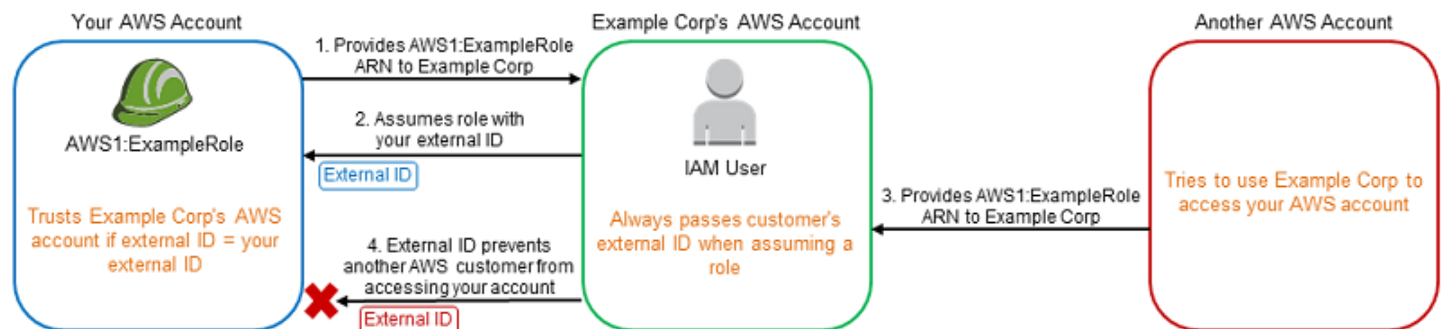 Your AWS Account
Example Corp's AWS Account
Another AWS Account
1. Provides AWS1:ExampleRole
ARN to Example Corp
AWS1:ExampleRole
2. Assumes role with
your external ID
External ID
IAM User
Trusts Example Corp's AWS
account if external ID = your
external ID
Always passes customer's
external ID when assuming a
role
3. Provides AWS1:ExampleRole
ARN to Example Corp
Tries to use Example Corp to
access your AWS account
4. External ID prevents
another AWS customer from
accessing your account
External ID